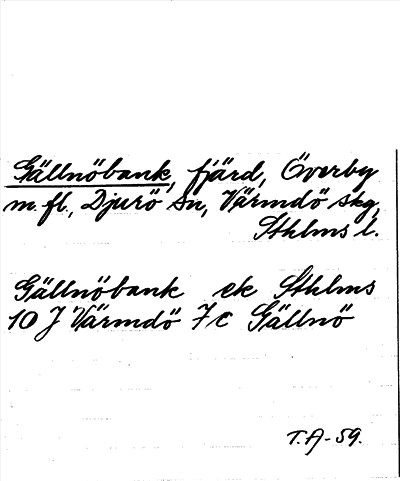 Gällnöbank, fjärd, Överby
m. fl., Djurö sn, Värmdö skg,
Sthlms l.
Gällnöbank ek Sthlms
10 J Värmdö 7c Gällnö
T.A-59.